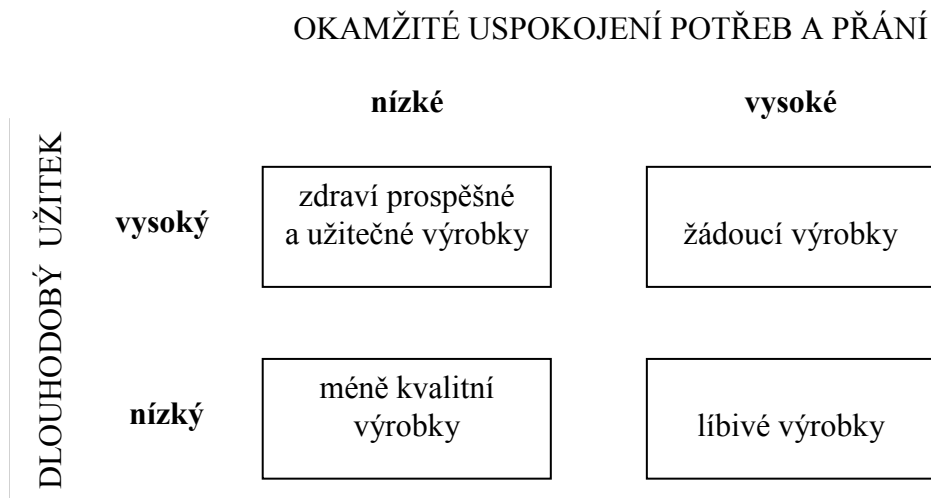 OKAMŽITÉ USPOKOJENÍ POTŘEB A PŘÁNÍ
nízké
vysoké
DLOUHODOBÝ UŽITEK
vysoký
zdraví prospěšné
a užitečné výrobky
žádoucí výrobky
nízký
méně kvalitní
výrobky
líbivé výrobky